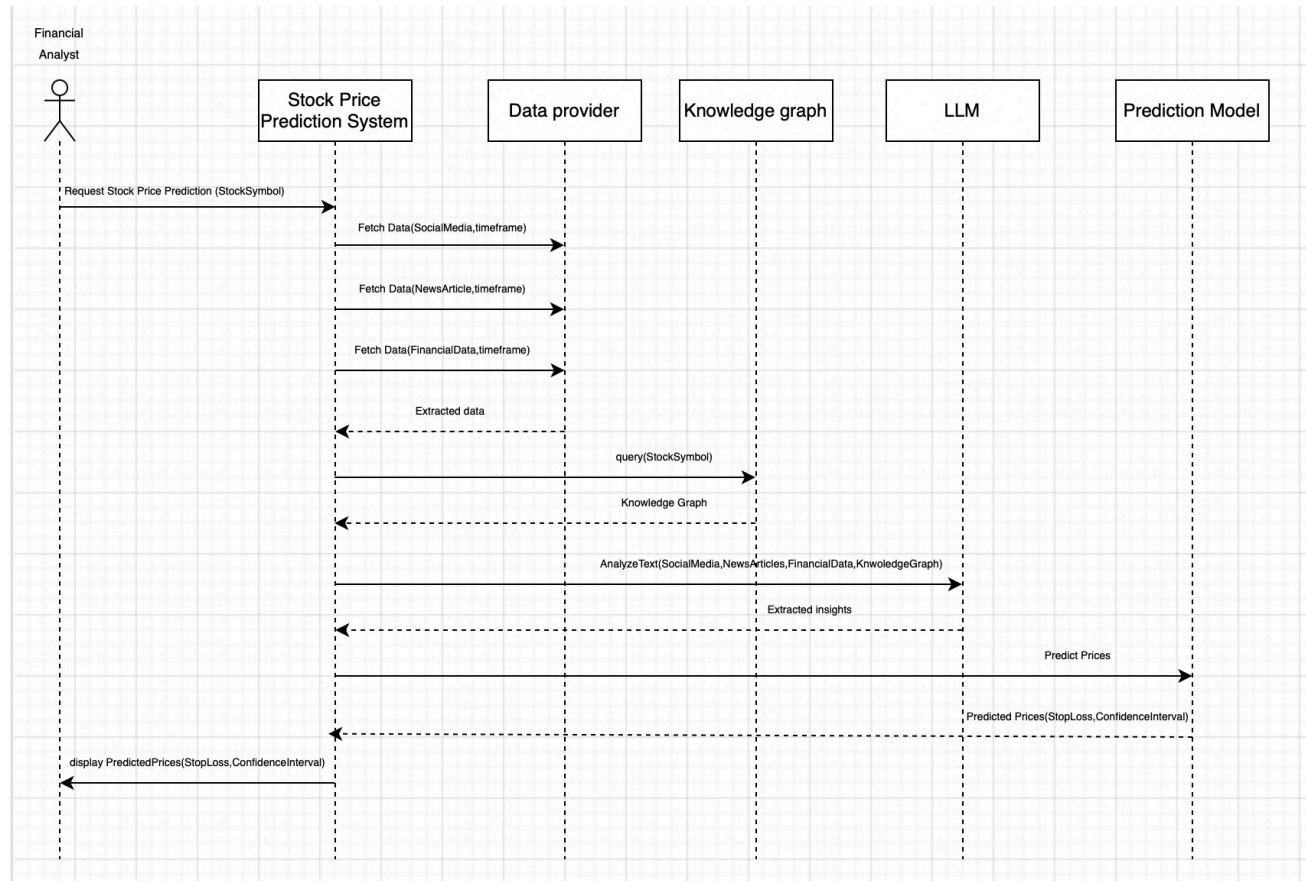 Financial
Analyst
Stock Price
Prediction System
Data provider
Knowledge graph
LLM
Prediction Model
Request Stock Price Prediction (StockSymbol)
Fetch Data(SocialMedia,timeframe)
Fetch Data(NewsArticle,timeframe)
Fetch Data(FinancialData,timeframe)
Extracted data
query(StockSymbol)
Knowledge Graph
AnalyzeText(SocialMedia,NewsArticles,FinancialData,KnwoledgeGraph)
Extracted insights
Predict Prices
Predicted Prices(StopLoss,ConfidenceInterval)
display PredictedPrices(StopLoss,ConfidenceInterval)